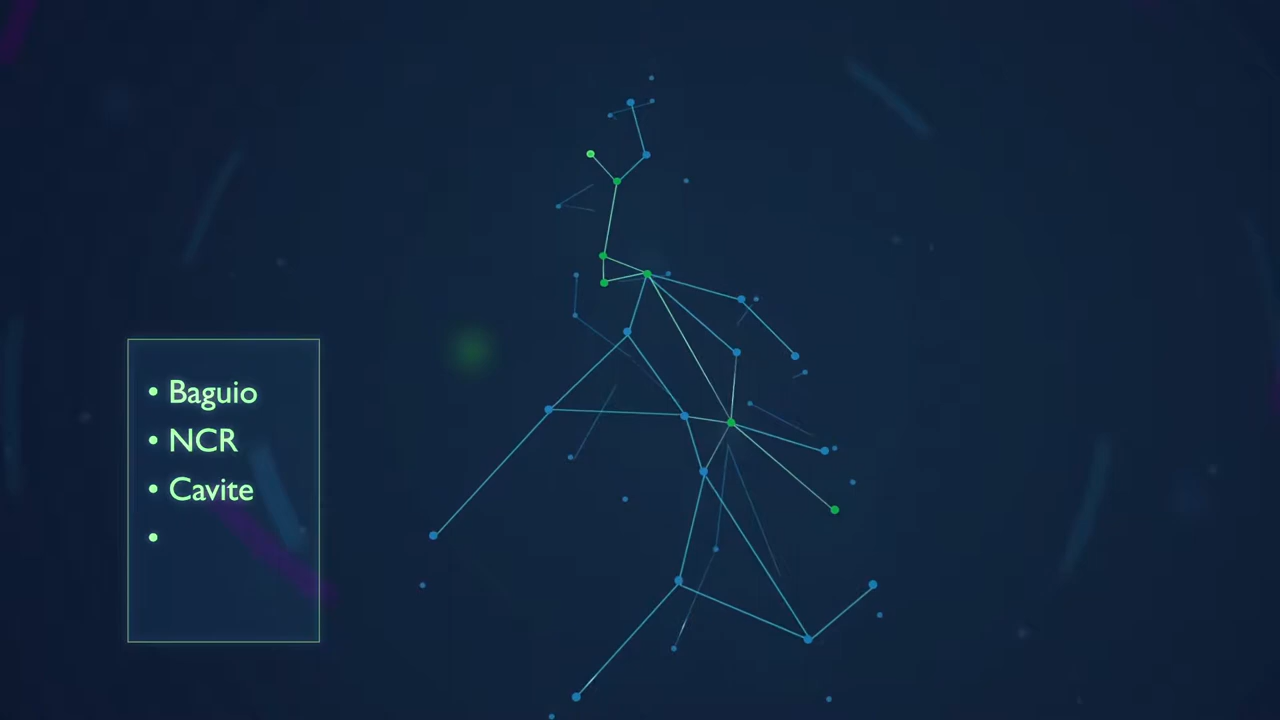 • Baguio
• NCR
• Cavite
•